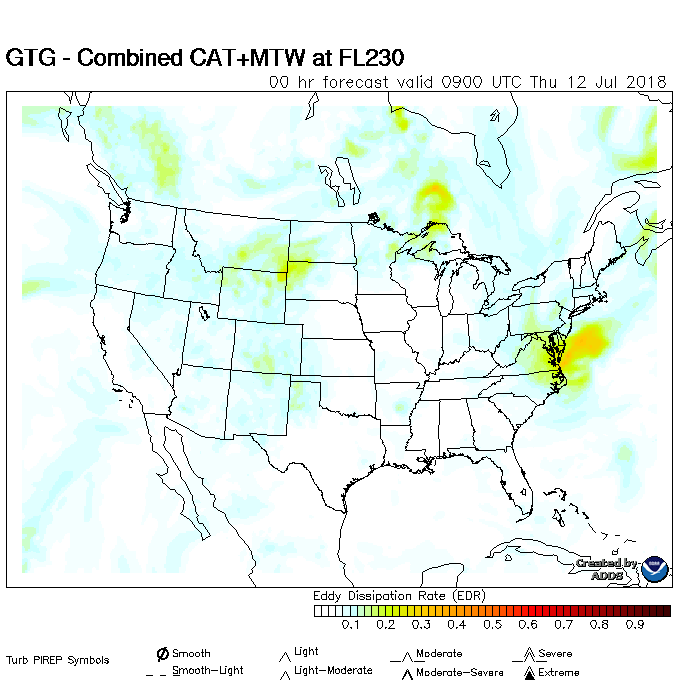 GTG - Combined CAT+MTW at FL230
00 hr forecast valid 0900 UTC Thu 12 Jul 2018
Created by
ADDS
Eddy Dissipation Rate (EDR)
0.1 0.2 0.3 0.4 0.5 0.6 0.7 0.8 0.9
Turb PIREP Symbols
Smooth Light Moderate Severe
Smooth-Light Light-Moderate Moderate-Severe Extreme